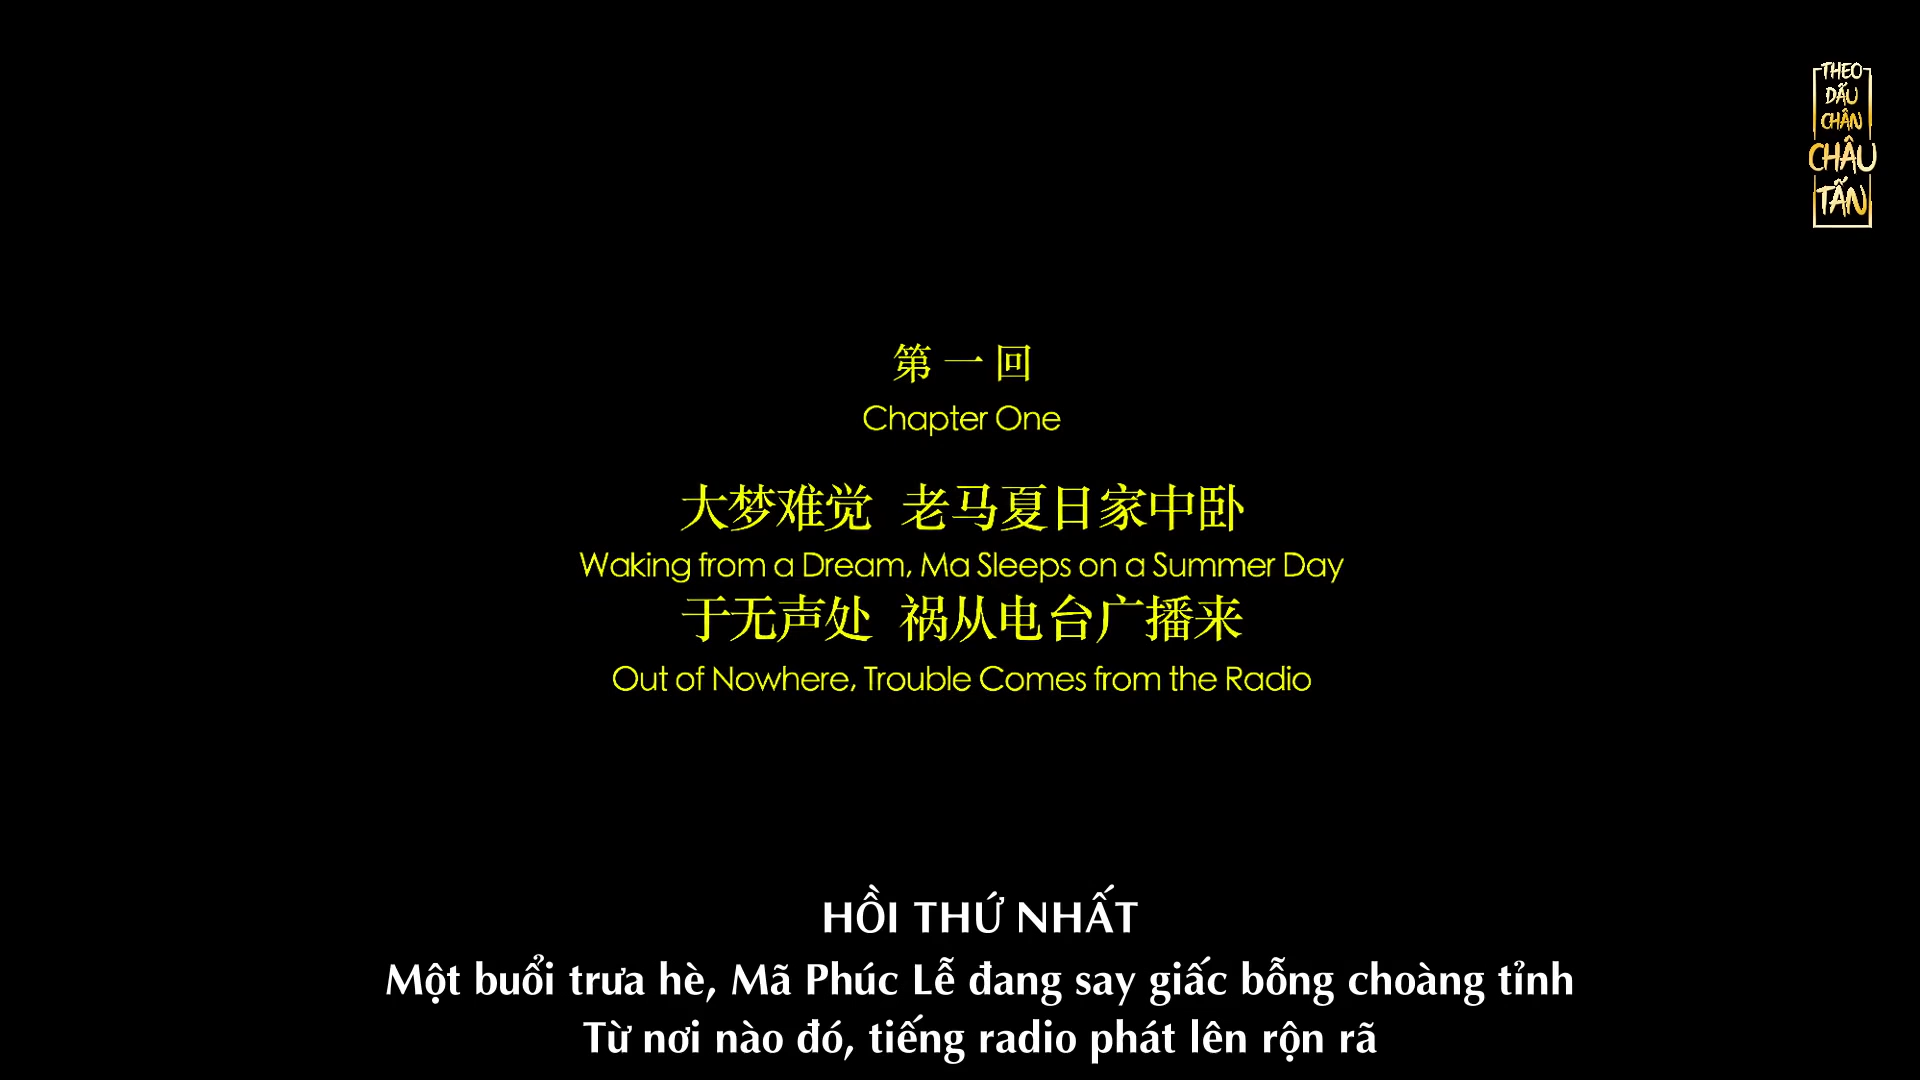 THEO
DẤU
CHÂN
CHÂU
TẤN
第一回
Chapter One
大梦难觉 老马夏日家中卧
Waking from a Dream, Ma Sleeps on a Summer Day
于无声处 祸从电台广播来
Out of Nowhere, Trouble Comes from the Radio
HỒI THỨ NHẤT
Một buổi trưa hè, Mã Phúc Lễ đang say giấc bỗng choàng tỉnh
Từ nơi nào đó, tiếng radio phát lên rộn rã